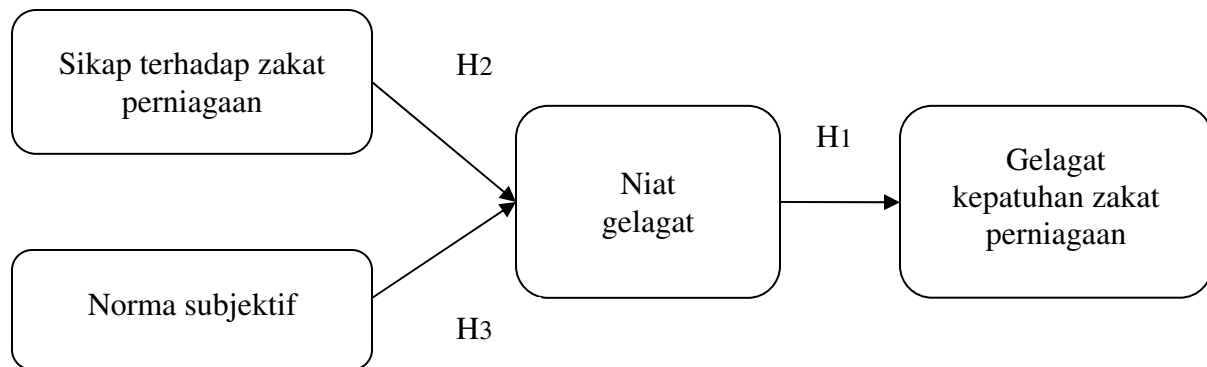 Sikap terhadap zakat
perniagaan
H2
Niat
gelagat
H1
Gelagat
kepatuhan zakat
perniagaan
Norma subjektif
H3